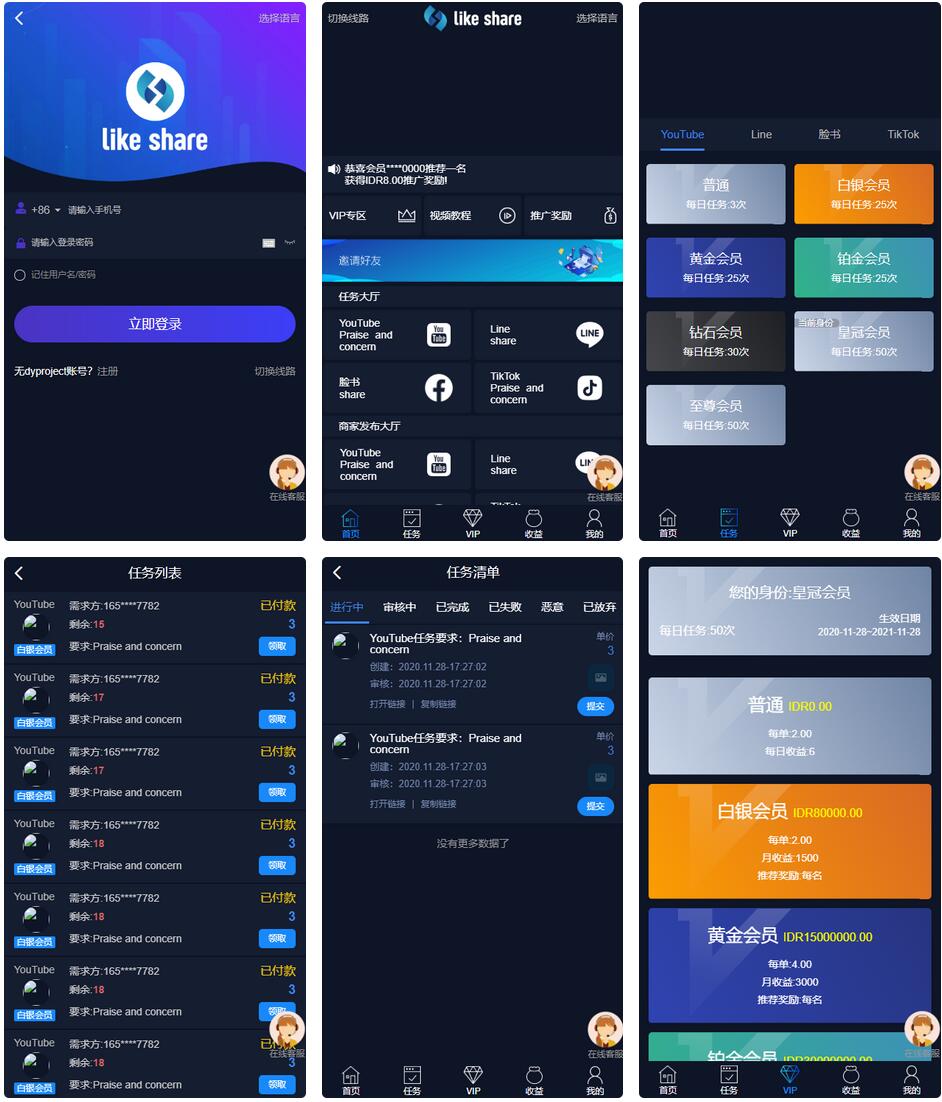 选择语言
like share
+86 请输入手机号
请输入登录密码
记住用户名/密码
立即登录
无dyproject账号? 注册
切换线路
在线客服
切换线路
like share
选择语言
恭喜会员****0000推荐一名
获得IDR8.00推广奖励!
VIP专区
视频教程
推广奖励
邀请好友
任务大厅
YouTube
Praise and
concern
You
Tube
Line
share
LINE
脸书
share
TikTok
Praise and
concern
商家发布大厅
YouTube
Praise and
concern
You
Tube
Line
share
在线客服
首页
任务
VIP
收益
我的
YouTube
Line
脸书
TikTok
普通
每日任务:3次
白银会员
每日任务:25次
黄金会员
每日任务:25次
铂金会员
每日任务:25次
钻石会员
每日任务:30次
当前身份
皇冠会员
每日任务:50次
至尊会员
每日任务:50次
在线客服
首页
任务
VIP
收益
我的
任务列表
YouTube
需求方:165****7782
已付款
剩余:15
3
白银会员
要求:Praise and concern
领取
YouTube
需求方:165****7782
已付款
剩余:17
3
白银会员
要求:Praise and concern
领取
YouTube
需求方:165****7782
已付款
剩余:17
3
白银会员
要求:Praise and concern
领取
YouTube
需求方:165****7782
已付款
剩余:18
3
白银会员
要求:Praise and concern
领取
YouTube
需求方:165****7782
已付款
剩余:18
3
白银会员
要求:Praise and concern
领取
YouTube
需求方:165****7782
已付款
剩余:18
3
白银会员
要求:Praise and concern
领取
YouTube
需求方:165****7782
剩余:18
3
白银会员
要求:Praise and concern
领取
在线客服
任务清单
进行中
审核中
已完成
已失败
恶意
已放弃
YouTube任务要求：Praise and
concern
单价
3
创建：2020.11.28-17:27:02
审核：2020.11.28-17:27:02
打开链接 | 复制链接
提交
YouTube任务要求：Praise and
concern
单价
3
创建：2020.11.28-17:27:03
审核：2020.11.28-17:27:03
打开链接 | 复制链接
提交
没有更多数据了
在线客服
首页
任务
VIP
收益
我的
您的身份:皇冠会员
每日任务:50次
生效日期
2020-11-28~2021-11-28
普通 IDR0.00
每单:2.00
每日收益:6
白银会员 IDR80000.00
每单:2.00
月收益:1500
推荐奖励:每名
黄金会员 IDR15000000.00
每单:4.00
月收益:3000
推荐奖励:每名
铂金会员
在线客服
首页
任务
VIP
收益
我的